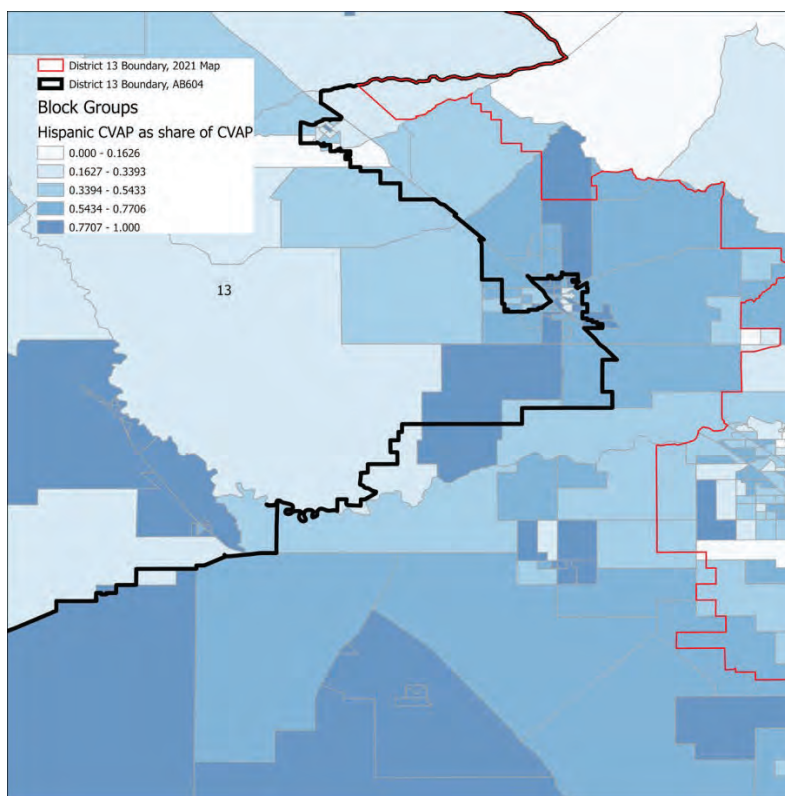 District 13 Boundary, 2021 Map
District 13 Boundary, AB604
Block Groups
Hispanic CVAP as share of CVAP
0.000 - 0.1626
0.1627 - 0.3393
0.3394 - 0.5433
0.5434 - 0.7706
0.7707 - 1.000
13